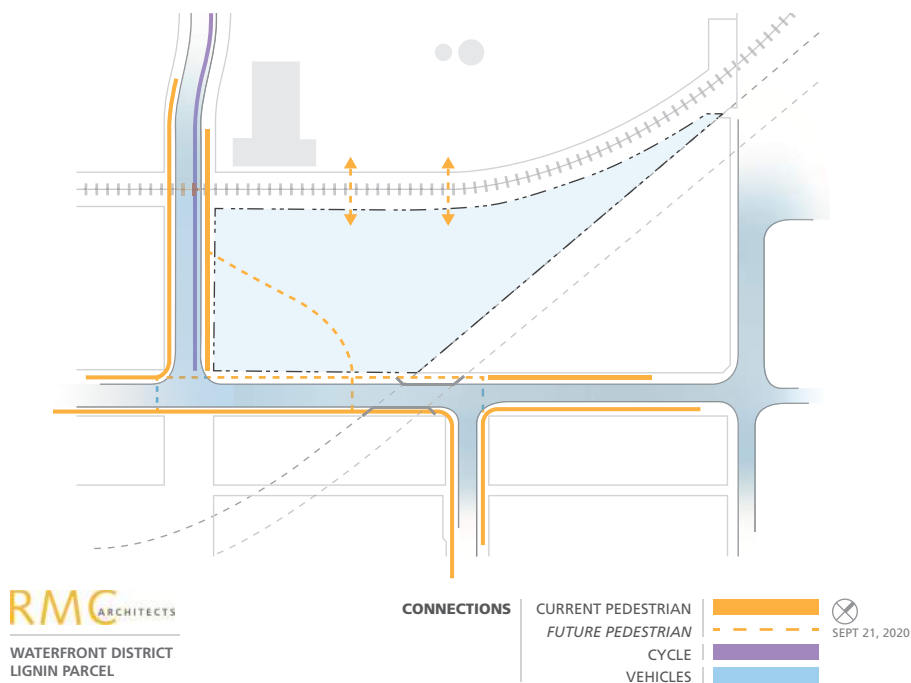 RMC ARCHITECTS
WATERFRONT DISTRICT
LIGNIN PARCEL
CONNECTIONS
CURRENT PEDESTRIAN
FUTURE PEDESTRIAN
CYCLE
VEHICLES
SEPT 21, 2020